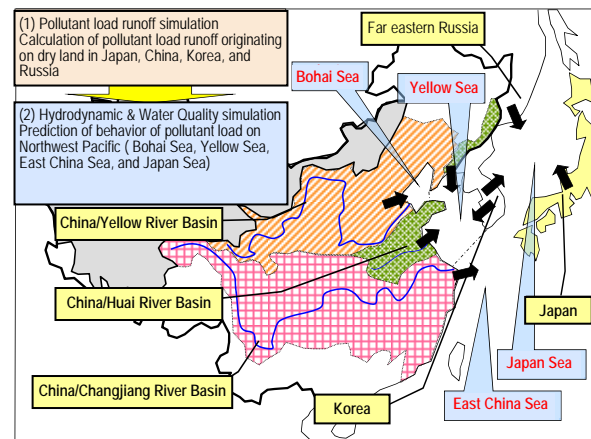 (1) Pollutant load runoff simulation
Calculation of pollutant load runoff originating
on dry land in Japan, China, Korea, and
Russia
(2) Hydrodynamic & Water Quality simulation
Prediction of behavior of pollutant load on
Northwest Pacific ( Bohai Sea, Yellow Sea,
East China Sea, and Japan Sea)
Far eastern Russia
Bohai Sea
Yellow Sea
China/Yellow River Basin
China/Huai River Basin
Japan
Japan Sea
China/Changjiang River Basin
Korea
East China Sea